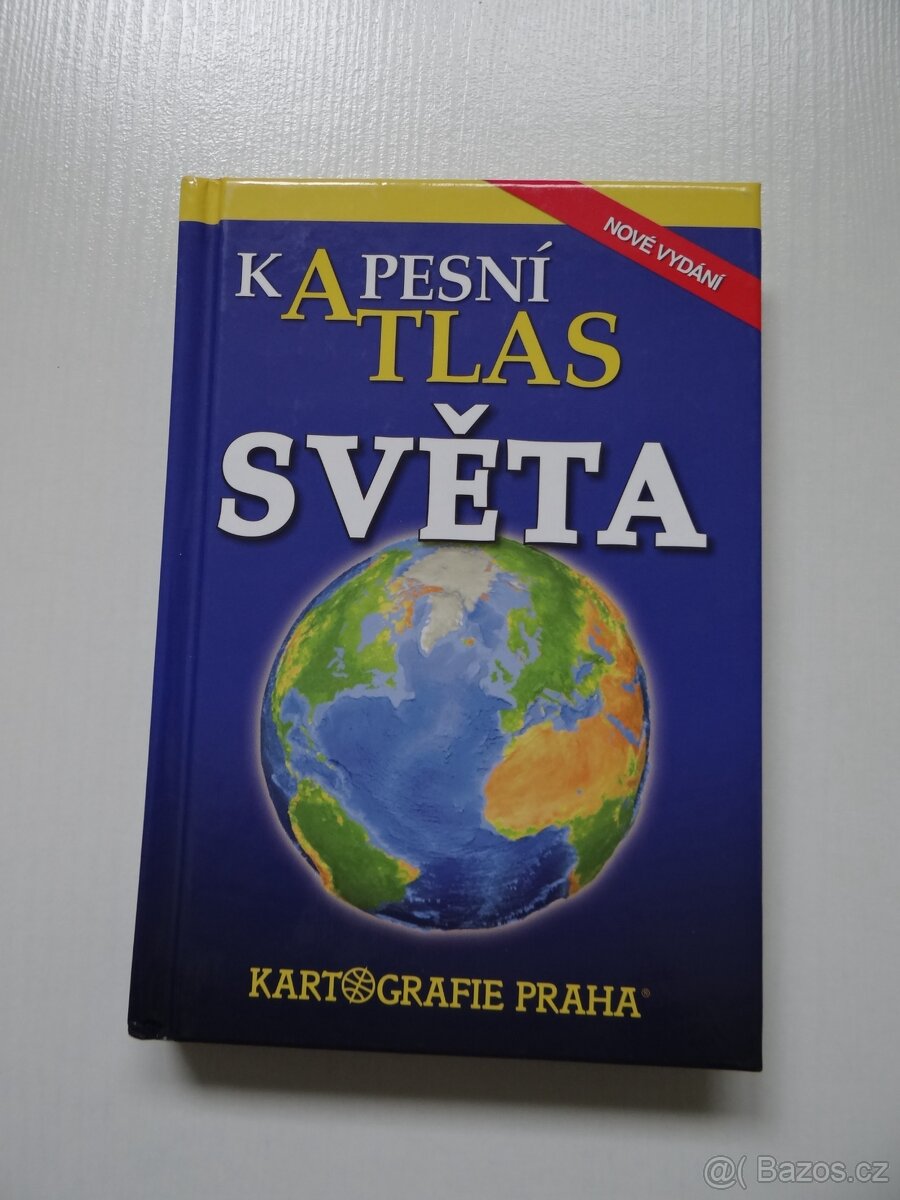 NOVÉ VYDÁNÍ
KAPESNÍ
ATLAS
SVĚTA
KARTOGRAFIE PRAHA®
@( Bazos.cz